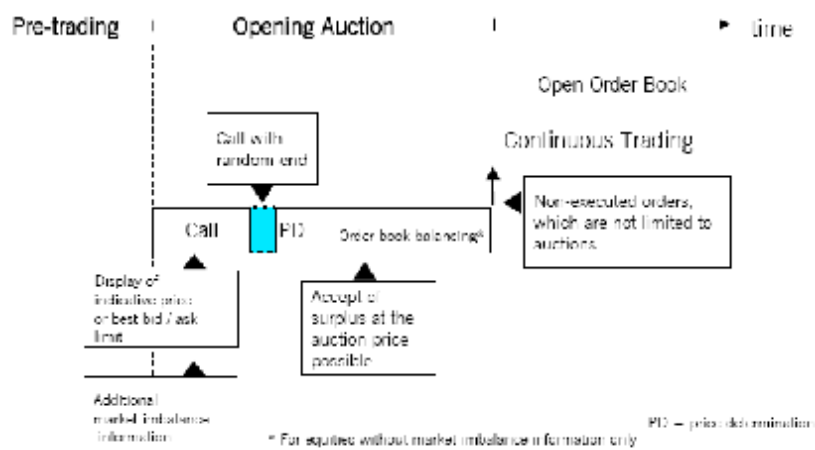 Pre-trading
Opening Auction
time
Open Order Book
Call with
random end
Continuous Trading
Non-executed orders,
which are not limited to
auctions.
Call
PD
Order book balancing*
Display of
indicative price
or best bid / ask
limit
Accept of
surplus at the
auction price
possible
Additional
market imbalance
information
PD = price determination
* For equities without market imbalance information only